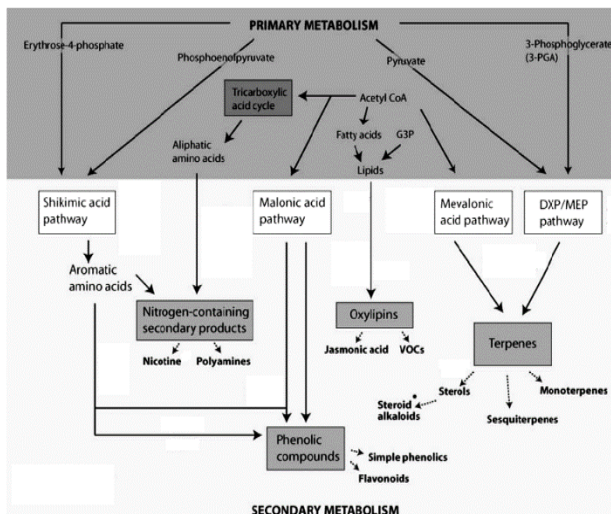 PRIMARY METABOLISM
Erythrose-4-phosphate
Phosphoenolpyruvate
Pyruvate
3-Phosphoglycerate
(3-PGA)
Tricarboxylic
acid cycle
Acetyl CoA
Fatty acids
G3P
Aliphatic
amino acids
Lipids
Shikimic acid
pathway
Malonic acid
pathway
Mevalonic
acid pathway
DXP/MEP
pathway
Aromatic
amino acids
Nitrogen-containing
secondary products
Oxylipins
Terpenes
Nicotine
Polyamines
Jasmonic acid
VOCs
Sterols
Monoterpenes
Steroid
alkaloids
Sesquiterpenes
Phenolic
compounds
Simple phenolics
Flavonoids
SECONDARY METABOLISM